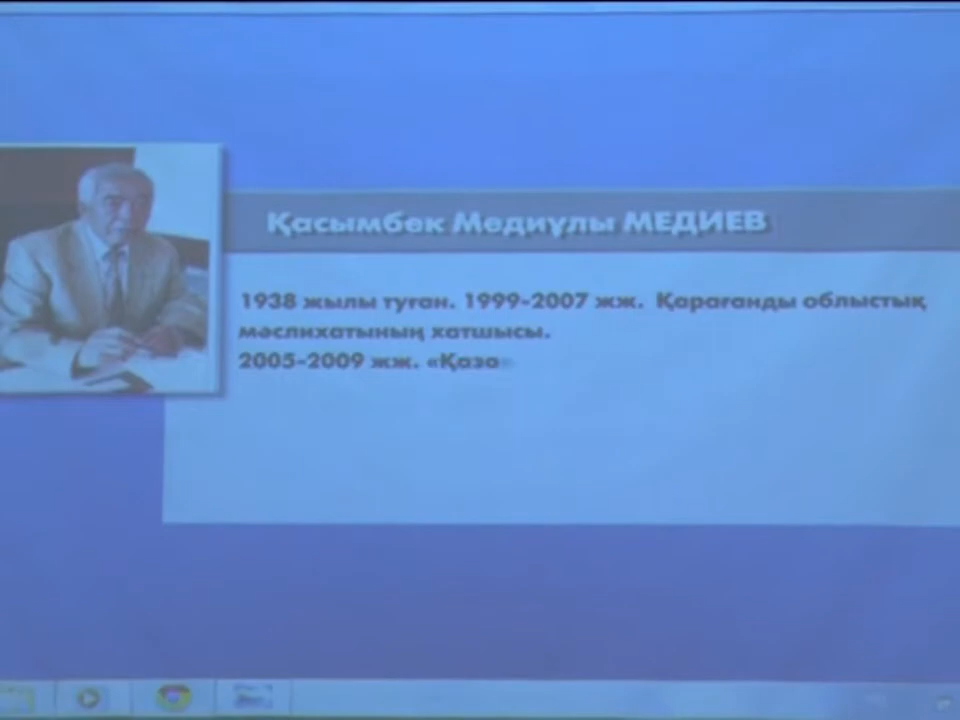 Қасымбек Медиұлы МЕДИЕВ
1938 жылы туған. 1999-2007 жж. Қарағанды облыстық
мәслихатының хатшысы.
2005-2009 жж. «Қаза